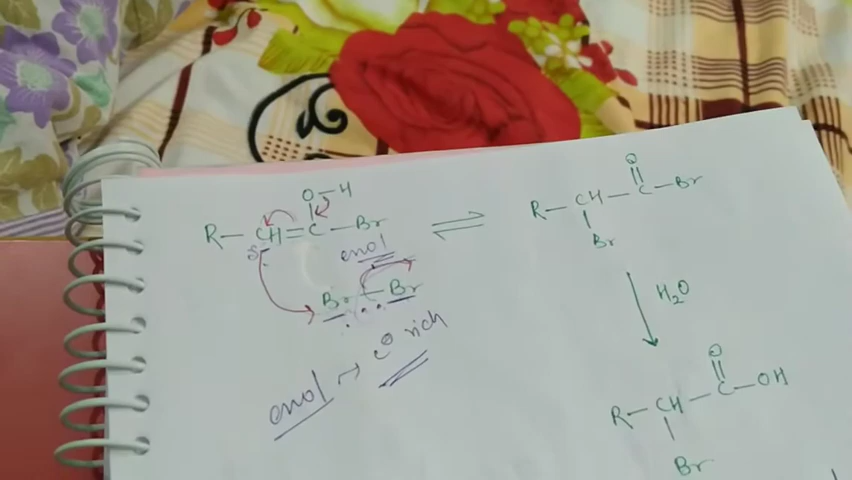 O-H
R-CH=C-Br
enol
Br-Br
enol → e⊖ rich
O
R-CH-C-Br
Br
H₂O
O
R-CH-C-OH
Br